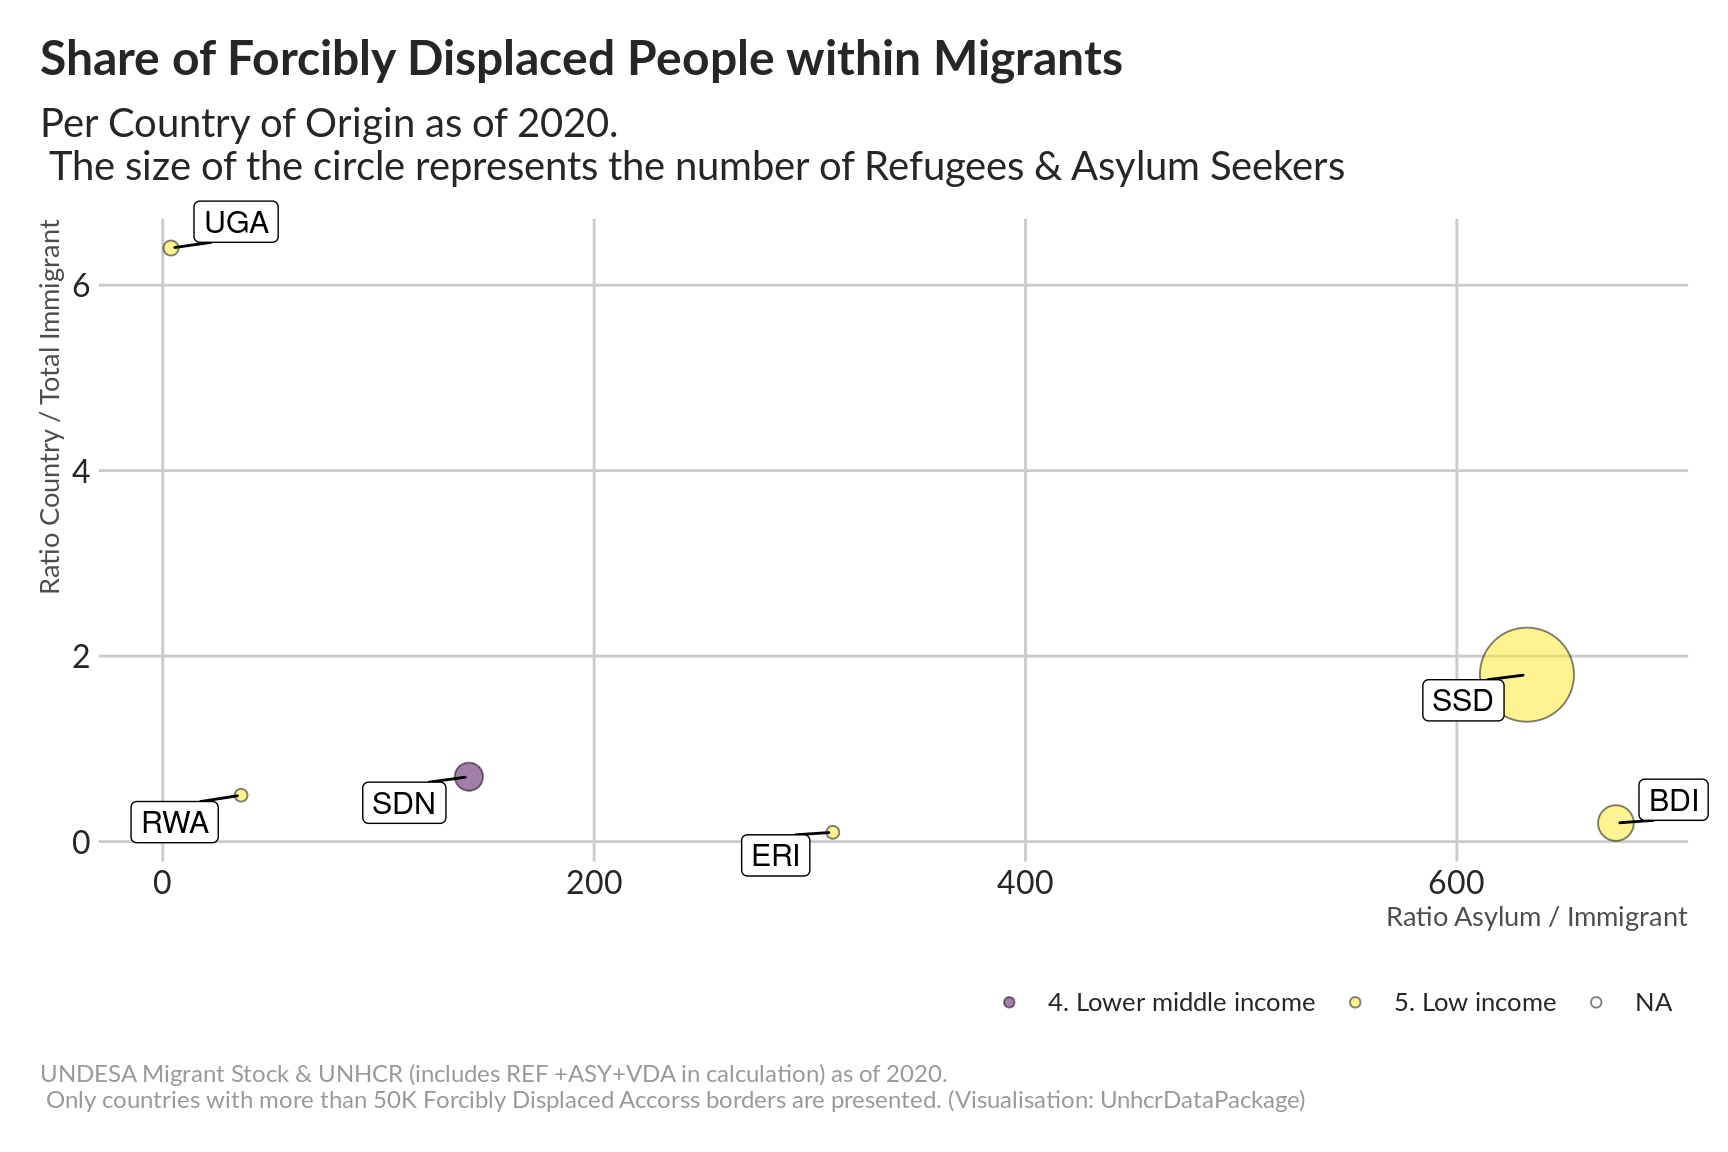 Share of Forcibly Displaced People within Migrants
Per Country of Origin as of 2020.
The size of the circle represents the number of Refugees & Asylum Seekers
Ratio Country / Total Immigrant
UGA
6
4
2
SSD
BDI
SDN
RWA
ERI
0
0
200
400
600
Ratio Asylum / Immigrant
4. Lower middle income
5. Low income
NA
UNDESA Migrant Stock & UNHCR (includes REF +ASY+VDA in calculation) as of 2020.
Only countries with more than 50K Forcibly Displaced Accorss borders are presented. (Visualisation: UnhcrDataPackage)